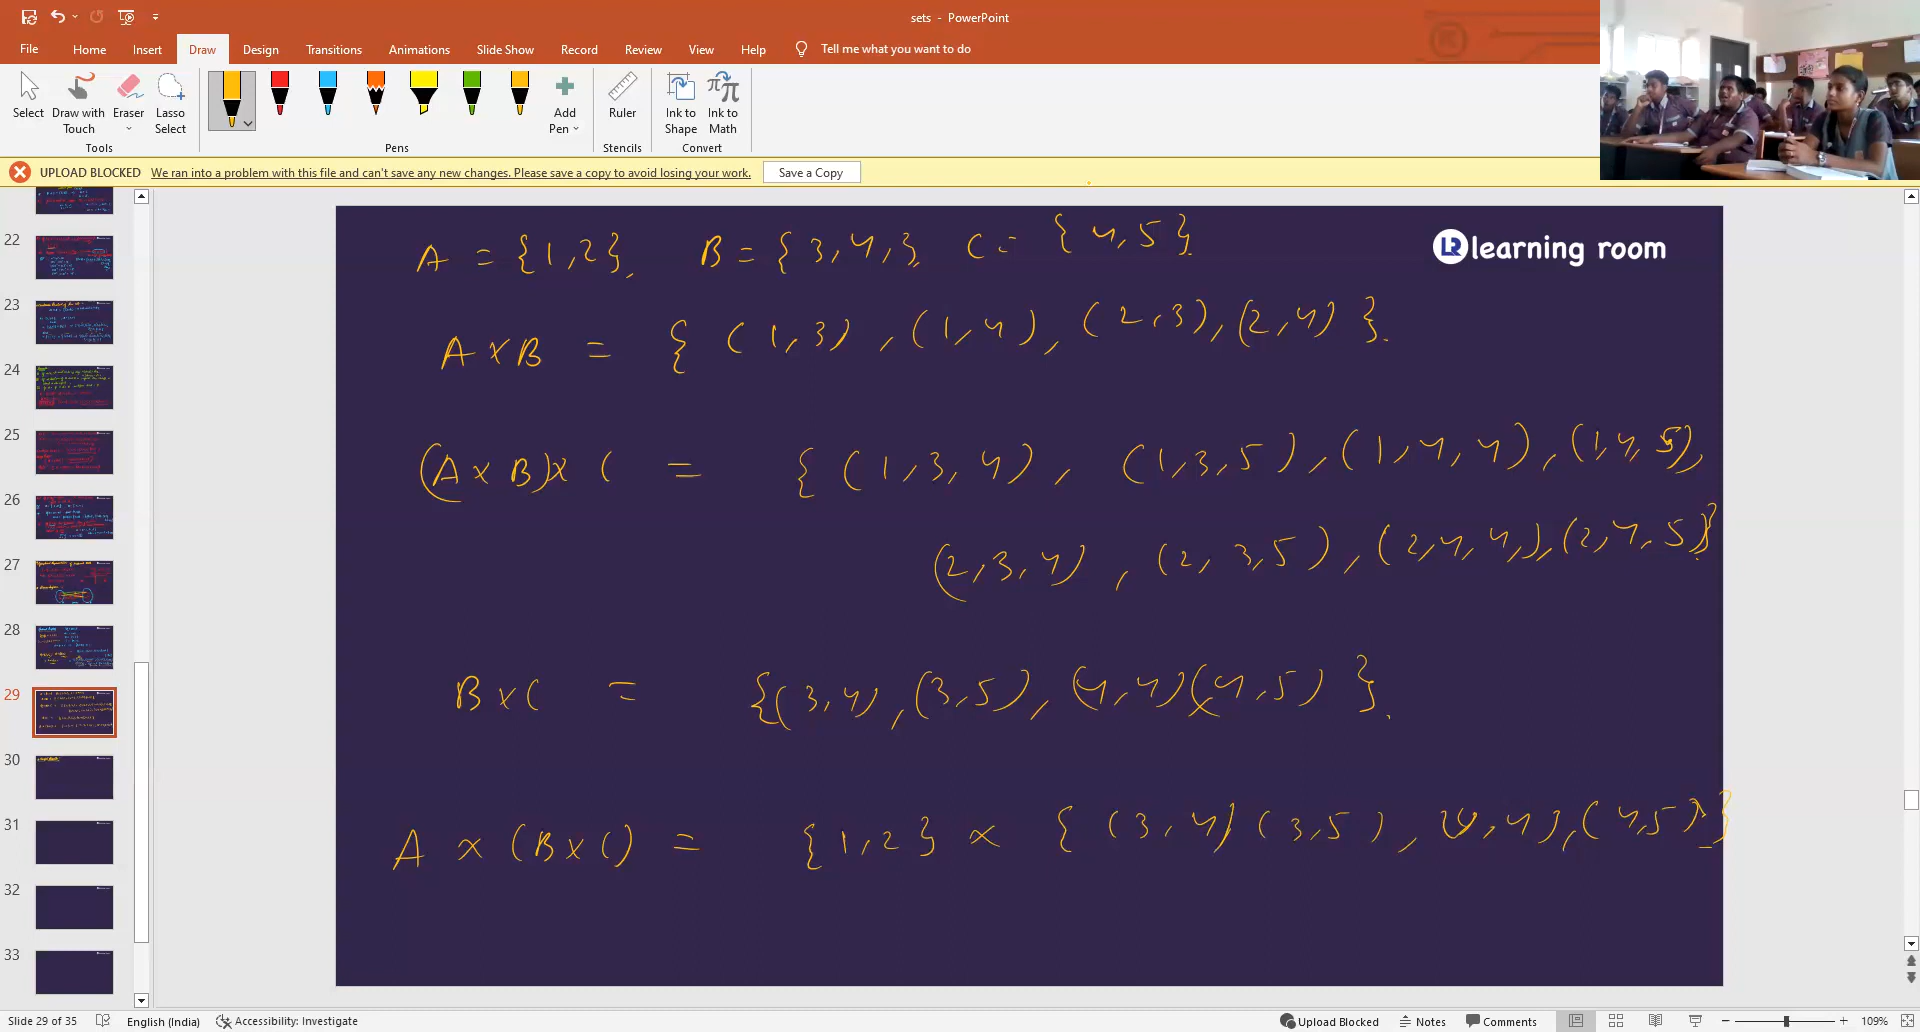 sets - PowerPoint
File Home Insert Draw Design Transitions Animations Slide Show Record Review View Help Tell me what you want to do
Select Draw with Touch Eraser Lasso Select Add Pen Ruler Ink to Shape Ink to Math
Tools Pens Stencils Convert
UPLOAD BLOCKED We ran into a problem with this file and can't save any new changes. Please save a copy to avoid losing your work. Save a Copy
learning room
A = {1,2}, B = {3,4,}, C = {4,5}.
A × B = { (1,3), (1,4), (2,3), (2,4) }.
(A × B) × C = { (1,3,4), (1,3,5), (1,4,4), (1,4,5),
(2,3,4), (2,3,5), (2,4,4,), (2,4,5)}.
B × C = {(3,4), (3,5), (4,4)(4,5) }.
A × (B × C) = {1,2} × { (3,4)(3,5), (4,4), (4,5)}
22
23
24
25
26
27
28
29
30
31
32
33
Slide 29 of 35 English (India) Accessibility: Investigate Upload Blocked Notes Comments 109%